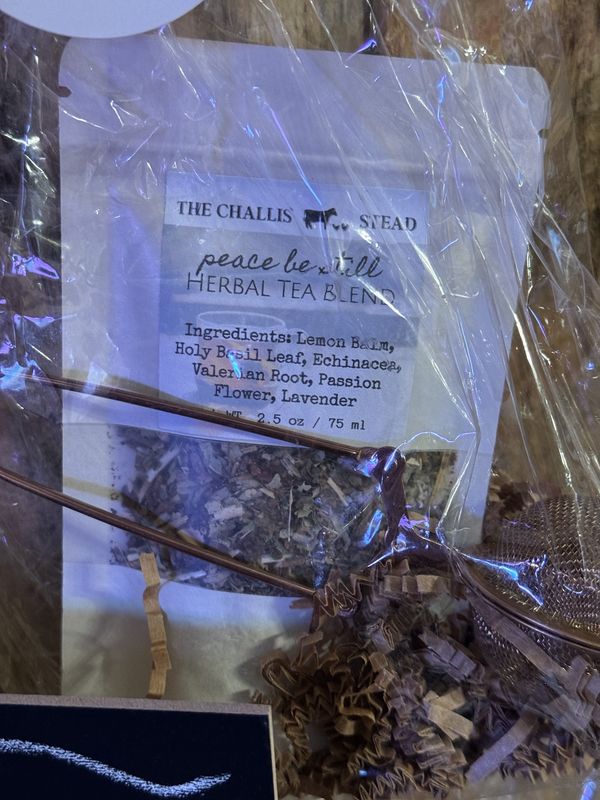 THE CHALLIS STEAD
peace be still
HERBAL TEA BLEND
Ingredients: Lemon Balm,
Holy Basil Leaf, Echinacea,
Valerian Root, Passion
Flower, Lavender
WT. 2.5 oz / 75 ml